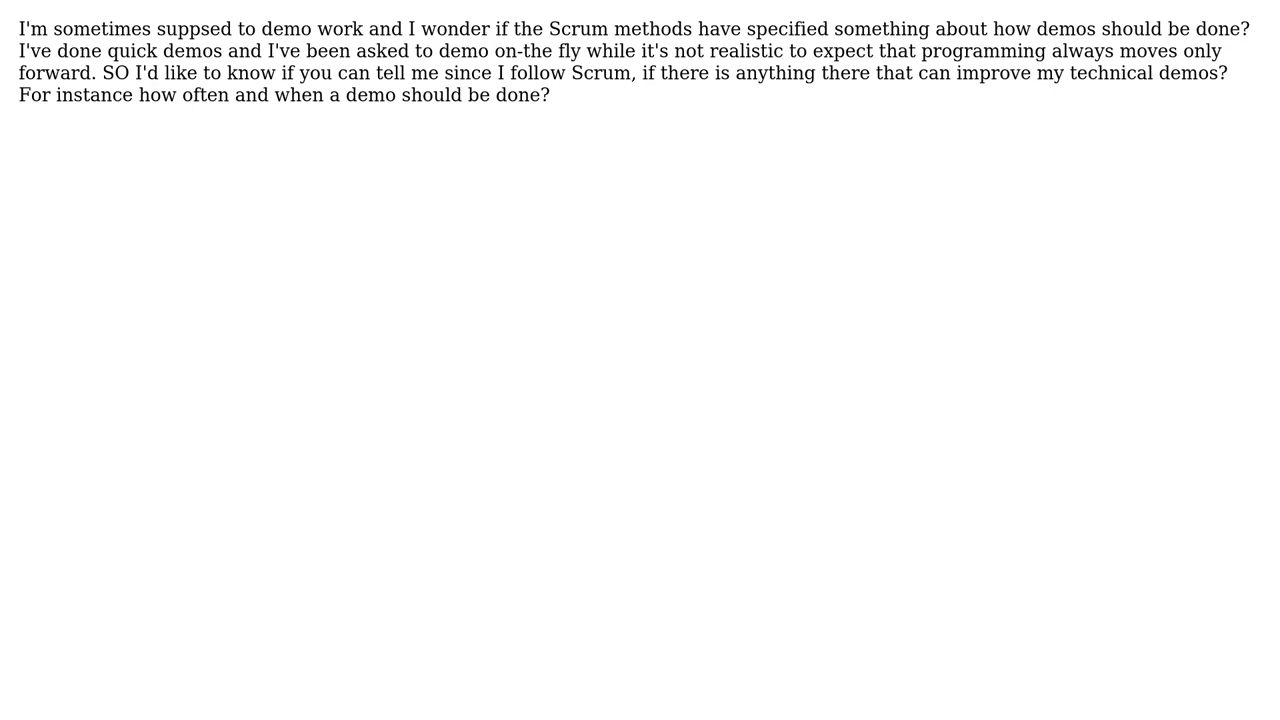 I'm sometimes suppsed to demo work and I wonder if the Scrum methods have specified something about how demos should be done?
I've done quick demos and I've been asked to demo on-the fly while it's not realistic to expect that programming always moves only
forward. SO I'd like to know if you can tell me since I follow Scrum, if there is anything there that can improve my technical demos?
For instance how often and when a demo should be done?